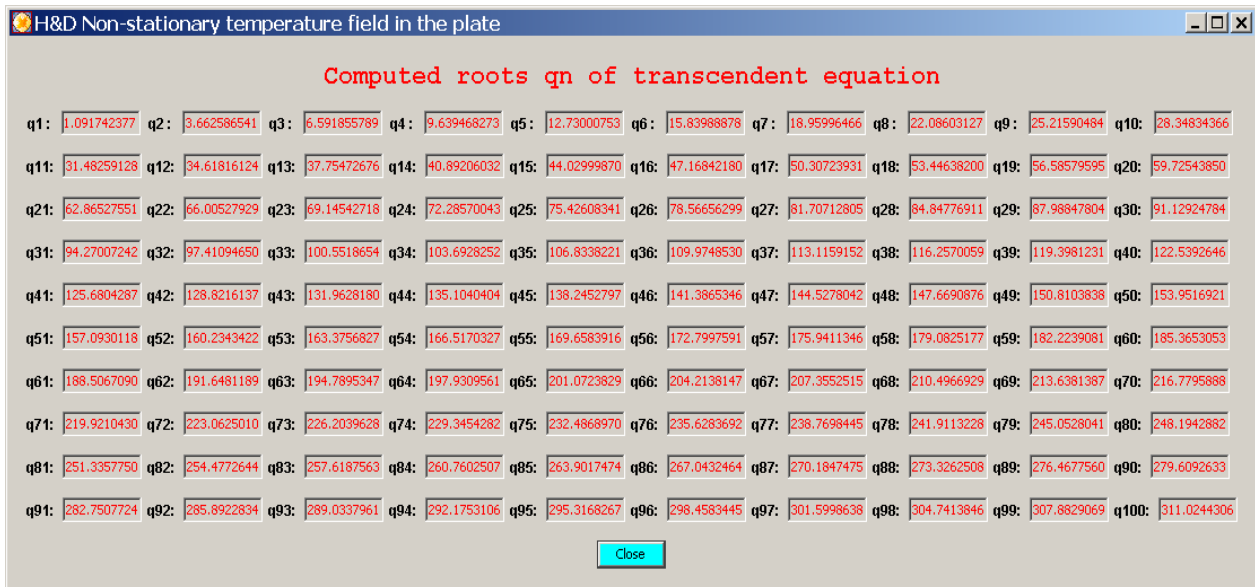 H&D Non-stationary temperature field in the plate
Computed roots qn of transcendent equation
q1: 1.091742377 q2: 3.662586541 q3: 6.591855789 q4: 9.639468273 q5: 12.73000753 q6: 15.83988878 q7: 18.95996466 q8: 22.08603127 q9: 25.21590484 q10: 28.34834366
q11: 31.48259128 q12: 34.61816124 q13: 37.75472676 q14: 40.89206032 q15: 44.02999870 q16: 47.16842180 q17: 50.30723931 q18: 53.44638200 q19: 56.58579595 q20: 59.72543850
q21: 62.86527551 q22: 66.00527929 q23: 69.14542718 q24: 72.28570043 q25: 75.42608341 q26: 78.56656299 q27: 81.70712805 q28: 84.84776911 q29: 87.98847804 q30: 91.12924784
q31: 94.27007242 q32: 97.41094650 q33: 100.5518654 q34: 103.6928252 q35: 106.8338221 q36: 109.9748530 q37: 113.1159152 q38: 116.2570059 q39: 119.3981231 q40: 122.5392646
q41: 125.6804287 q42: 128.8216137 q43: 131.9628180 q44: 135.1040404 q45: 138.2452797 q46: 141.3865346 q47: 144.5278042 q48: 147.6690876 q49: 150.8103838 q50: 153.9516921
q51: 157.0930118 q52: 160.2343422 q53: 163.3756827 q54: 166.5170327 q55: 169.6583916 q56: 172.7997591 q57: 175.9411346 q58: 179.0825177 q59: 182.2239081 q60: 185.3653053
q61: 188.5067090 q62: 191.6481189 q63: 194.7895347 q64: 197.9309561 q65: 201.0723829 q66: 204.2138147 q67: 207.3552515 q68: 210.4966929 q69: 213.6381387 q70: 216.7795888
q71: 219.9210430 q72: 223.0625010 q73: 226.2039628 q74: 229.3454282 q75: 232.4868970 q76: 235.6283692 q77: 238.7698445 q78: 241.9113228 q79: 245.0528041 q80: 248.1942882
q81: 251.3357750 q82: 254.4772644 q83: 257.6187563 q84: 260.7602507 q85: 263.9017474 q86: 267.0432464 q87: 270.1847475 q88: 273.3262508 q89: 276.4677560 q90: 279.6092633
q91: 282.7507724 q92: 285.8922834 q93: 289.0337961 q94: 292.1753106 q95: 295.3168267 q96: 298.4583445 q97: 301.5998638 q98: 304.7413846 q99: 307.8829069 q100: 311.0244306
Close